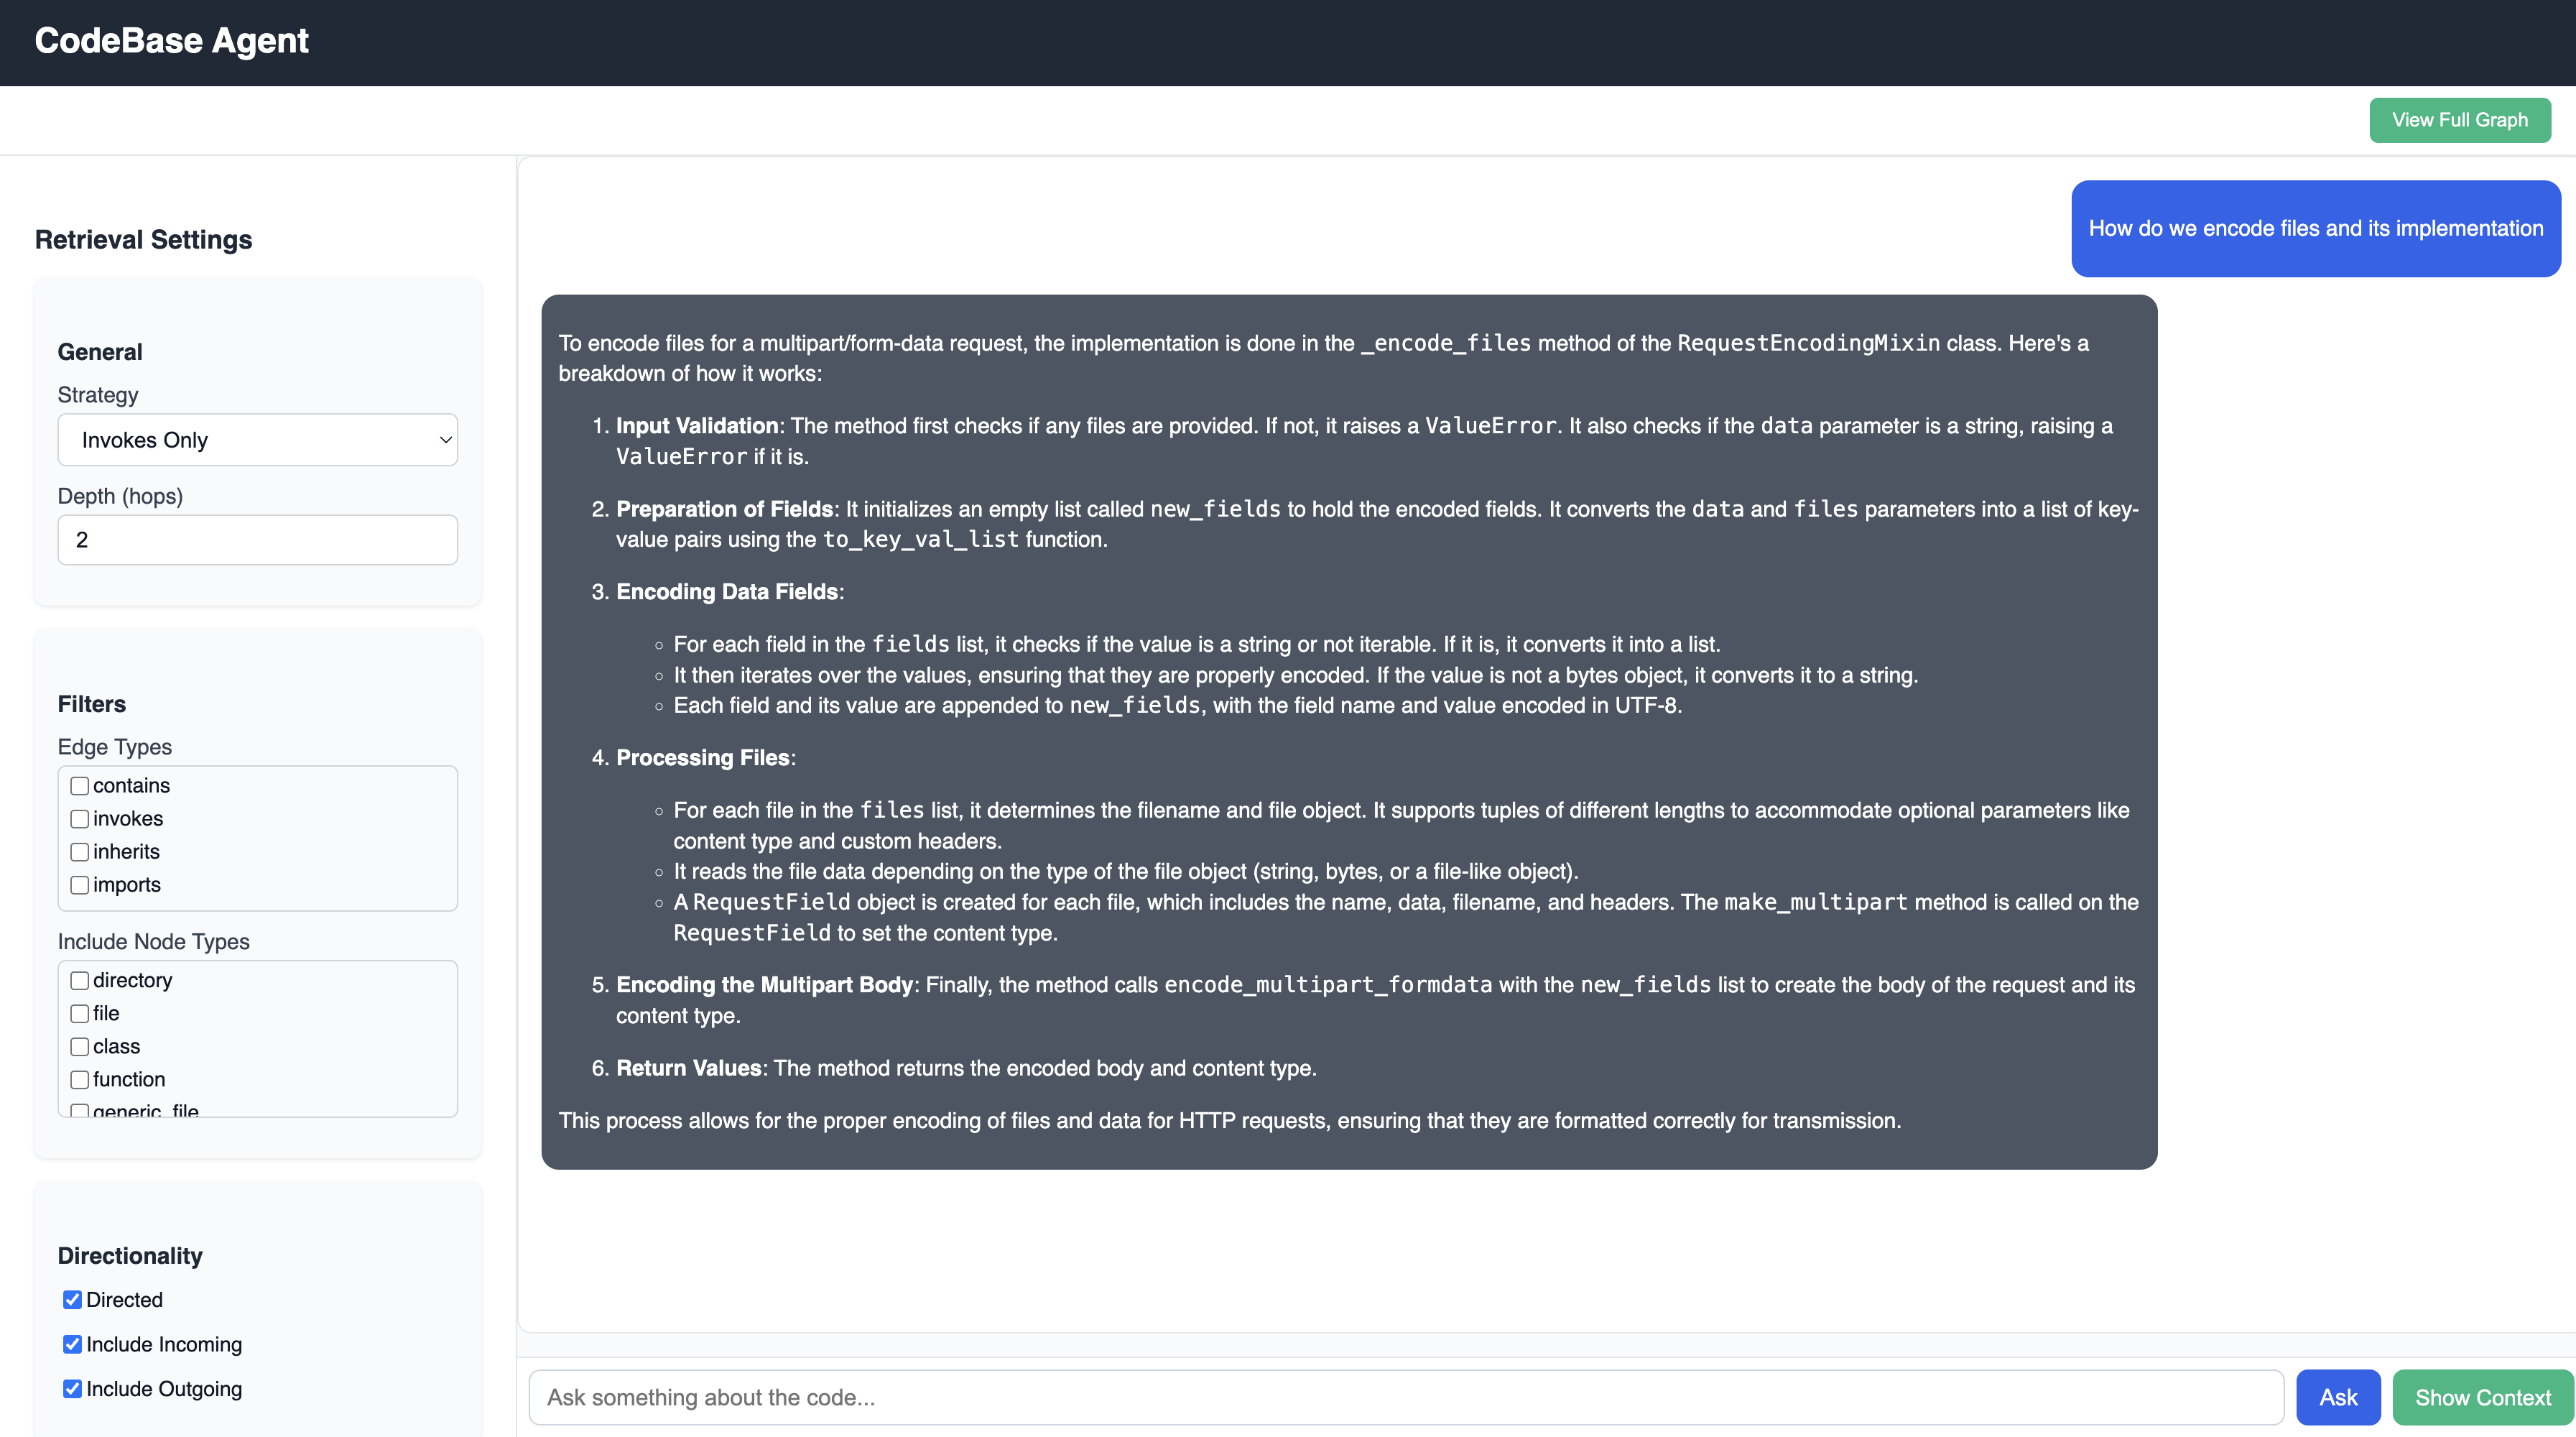 CodeBase Agent
View Full Graph
Retrieval Settings
General
Strategy
Invokes Only
Depth (hops)
2
Filters
Edge Types
contains
invokes
inherits
imports
Include Node Types
directory
file
class
function
generic_file
Directionality
Directed
Include Incoming
Include Outgoing
How do we encode files and its implementation
To encode files for a multipart/form-data request, the implementation is done in the _encode_files method of the RequestEncodingMixin class. Here's a
breakdown of how it works:
1. Input Validation: The method first checks if any files are provided. If not, it raises a ValueError. It also checks if the data parameter is a string, raising a
ValueError if it is.
2. Preparation of Fields: It initializes an empty list called new_fields to hold the encoded fields. It converts the data and files parameters into a list of key-
value pairs using the to_key_val_list function.
3. Encoding Data Fields:
◦ For each field in the fields list, it checks if the value is a string or not iterable. If it is, it converts it into a list.
◦ It then iterates over the values, ensuring that they are properly encoded. If the value is not a bytes object, it converts it to a string.
◦ Each field and its value are appended to new_fields, with the field name and value encoded in UTF-8.
4. Processing Files:
◦ For each file in the files list, it determines the filename and file object. It supports tuples of different lengths to accommodate optional parameters like
content type and custom headers.
◦ It reads the file data depending on the type of the file object (string, bytes, or a file-like object).
◦ A RequestField object is created for each file, which includes the name, data, filename, and headers. The make_multipart method is called on the
RequestField to set the content type.
5. Encoding the Multipart Body: Finally, the method calls encode_multipart_formdata with the new_fields list to create the body of the request and its
content type.
6. Return Values: The method returns the encoded body and content type.
This process allows for the proper encoding of files and data for HTTP requests, ensuring that they are formatted correctly for transmission.
Ask something about the code...
Ask
Show Context